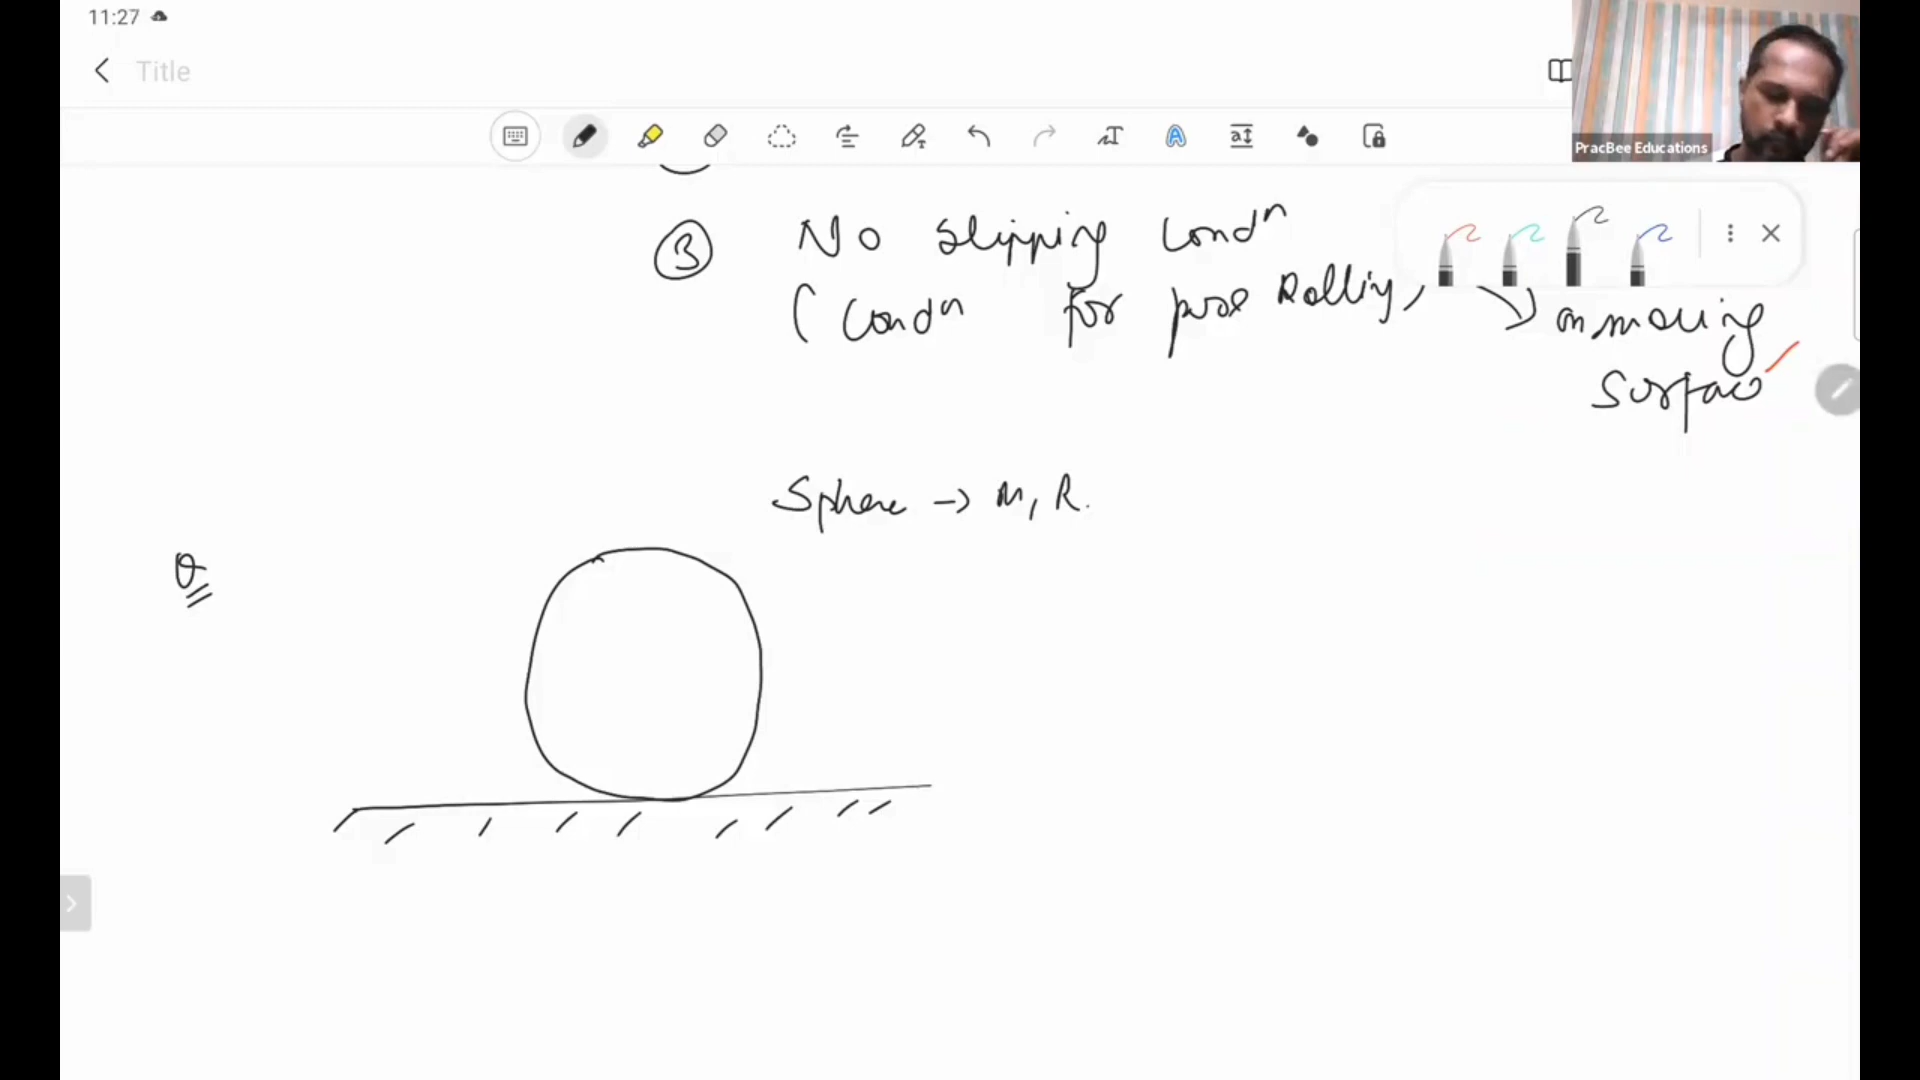 11:27
Title
PracBee Educations
③ No slipping Condⁿ
(Condⁿ for pure Rolling,
on moving
Surface
Sphere → M, R.
Q